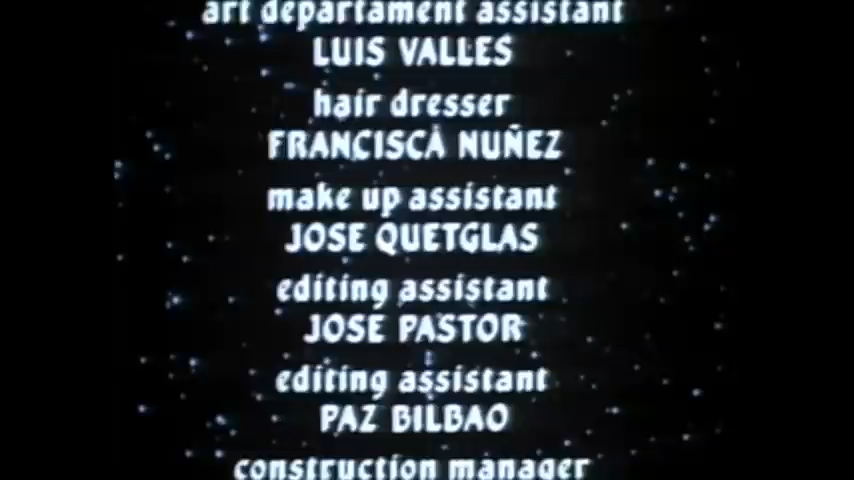 art departament assistant
LUIS VALLES
hair dresser
FRANCISCA NUÑEZ
make up assistant
JOSE QUETGLAS
editing assistant
JOSE PASTOR
editing assistant
PAZ BILBAO
construction manager